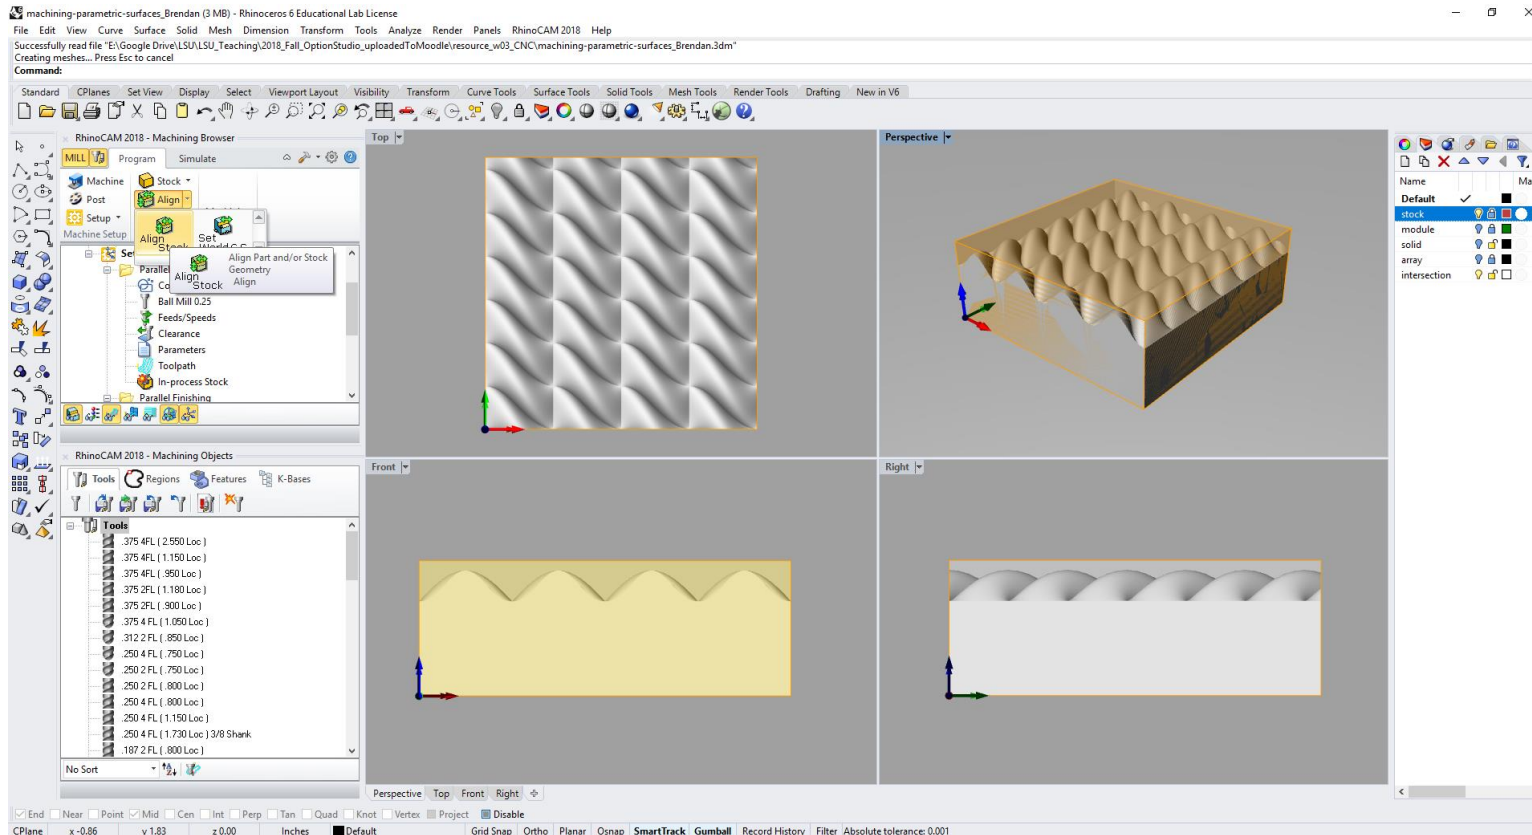 machining-parametric-surfaces_Brendan (3 MB) - Rhinoceros 6 Educational Lab License
File Edit View Curve Surface Solid Mesh Dimension Transform Tools Analyze Render Panels RhinoCAM 2018 Help
Successfully read file "E:\Google Drive\LSU\LSU_Teaching\2018_Fall_OptionStudio_uploadedToMoodle\resource_w03_CNC\machining-parametric-surfaces_Brendan.3dm"
Creating meshes... Press Esc to cancel
Command:
Standard CPlanes Set View Display Select Viewport Layout Visibility Transform Curve Tools Surface Tools Solid Tools Mesh Tools Render Tools Drafting New in V6
RhinoCAM 2018 - Machining Browser
MILL Program Simulate
Machine Stock
Post Align
Setup
Machine Setup
Align Stock
Set
Align Stock
Align Part and/or Stock
Geometry
Align
Set
Parallel
Co
Ball Mill 0.25
Feeds/Speeds
Clearance
Parameters
Toolpath
In-process Stock
Parallel Finishing
RhinoCAM 2018 - Machining Objects
Tools Regions Features K-Bases
Tools
.375 4FL ( 2.550 Loc )
.375 4FL ( 1.150 Loc )
.375 4FL ( .950 Loc )
.375 2FL ( 1.180 Loc )
.375 2FL ( .900 Loc )
.375 4 FL ( 1.050 Loc )
.312 2 FL ( .850 Loc )
.250 4 FL ( .750 Loc )
.250 2 FL ( .750 Loc )
.250 2 FL ( .800 Loc )
.250 4 FL ( .800 Loc )
.250 4 FL ( 1.150 Loc )
.250 4 FL ( 1.730 Loc ) 3/8 Shank
.187 2 FL ( .800 Loc )
No Sort
Top
Perspective
Front
Right
Name Ma
Default
stock
module
solid
array
intersection
Perspective Top Front Right
End Near Point Mid Cen Int Perp Tan Quad Knot Vertex Project Disable
CPlane x -0.86 y 1.83 z 0.00 Inches Default Grid Snap Ortho Planar Osnap SmartTrack Gumball Record History Filter Absolute tolerance: 0.001